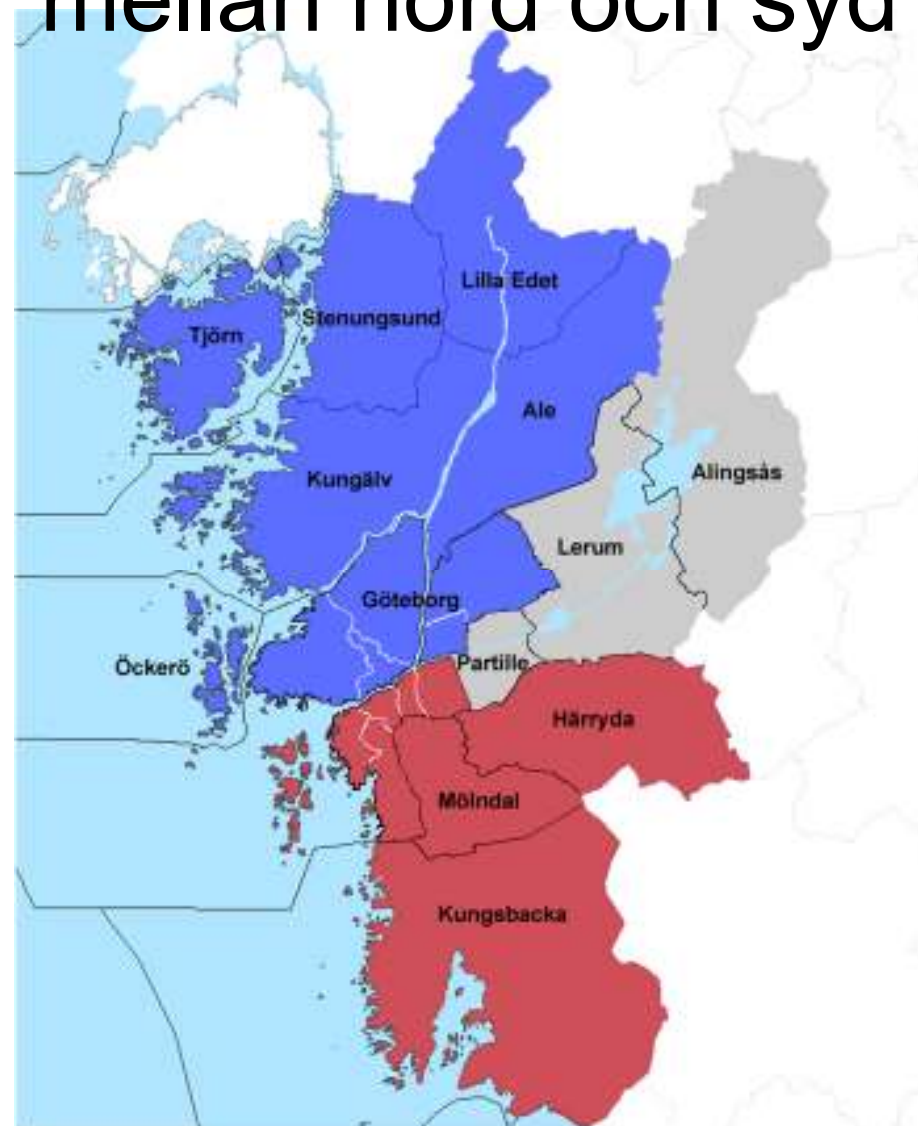 mellan nord och syd
Lilla Edet
Stenungsund
Tjörn
Ale
Alingsås
Kungälv
Lerum
Göteborg
Partille
Öckerö
Härryda
Mölndal
Kungsbacka